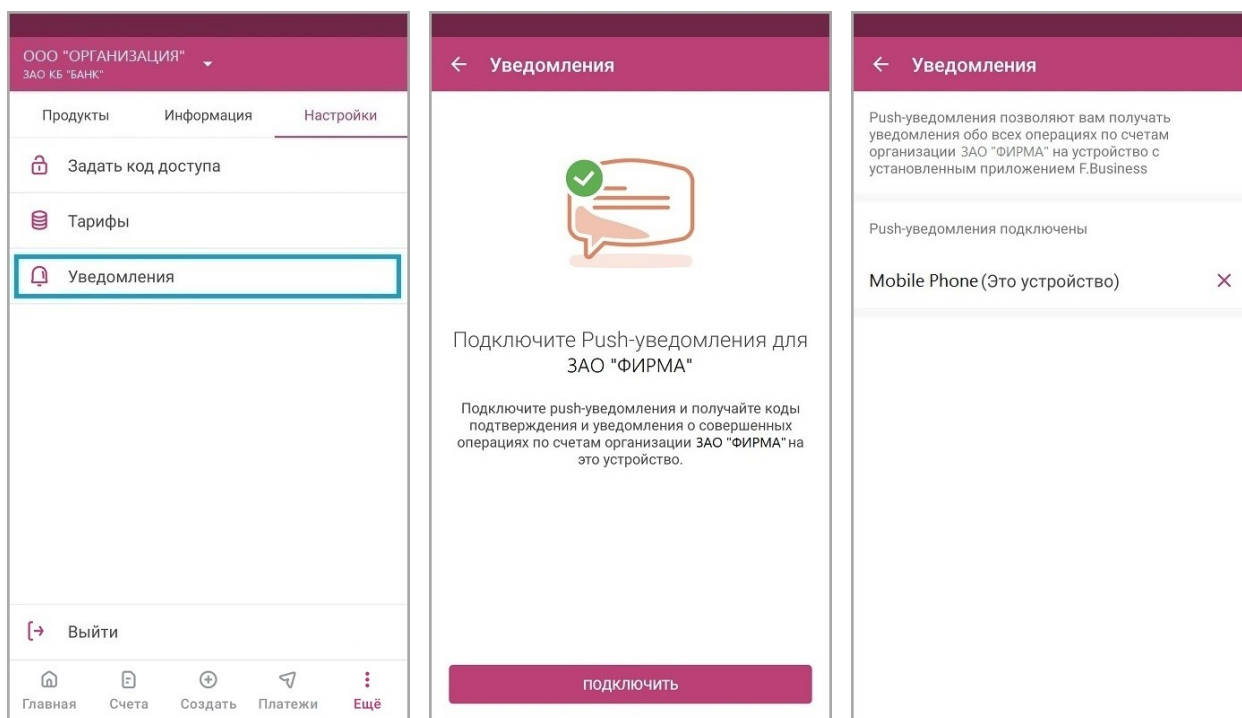 ООО "ОРГАНИЗАЦИЯ"
ЗАО КБ "БАНК"
Продукты Информация Настройки
Задать код доступа
Тарифы
Уведомления
Выйти
Главная Счета Создать Платежи Ещё
Уведомления
Подключите Push-уведомления для
ЗАО "ФИРМА"
Подключите push-уведомления и получайте коды
подтверждения и уведомления о совершенных
операциях по счетам организации ЗАО "ФИРМА" на
это устройство.
ПОДКЛЮЧИТЬ
Уведомления
Push-уведомления позволяют вам получать
уведомления обо всех операциях по счетам
организации ЗАО "ФИРМА" на устройство с
установленным приложением F.Business
Push-уведомления подключены
Mobile Phone (Это устройство)